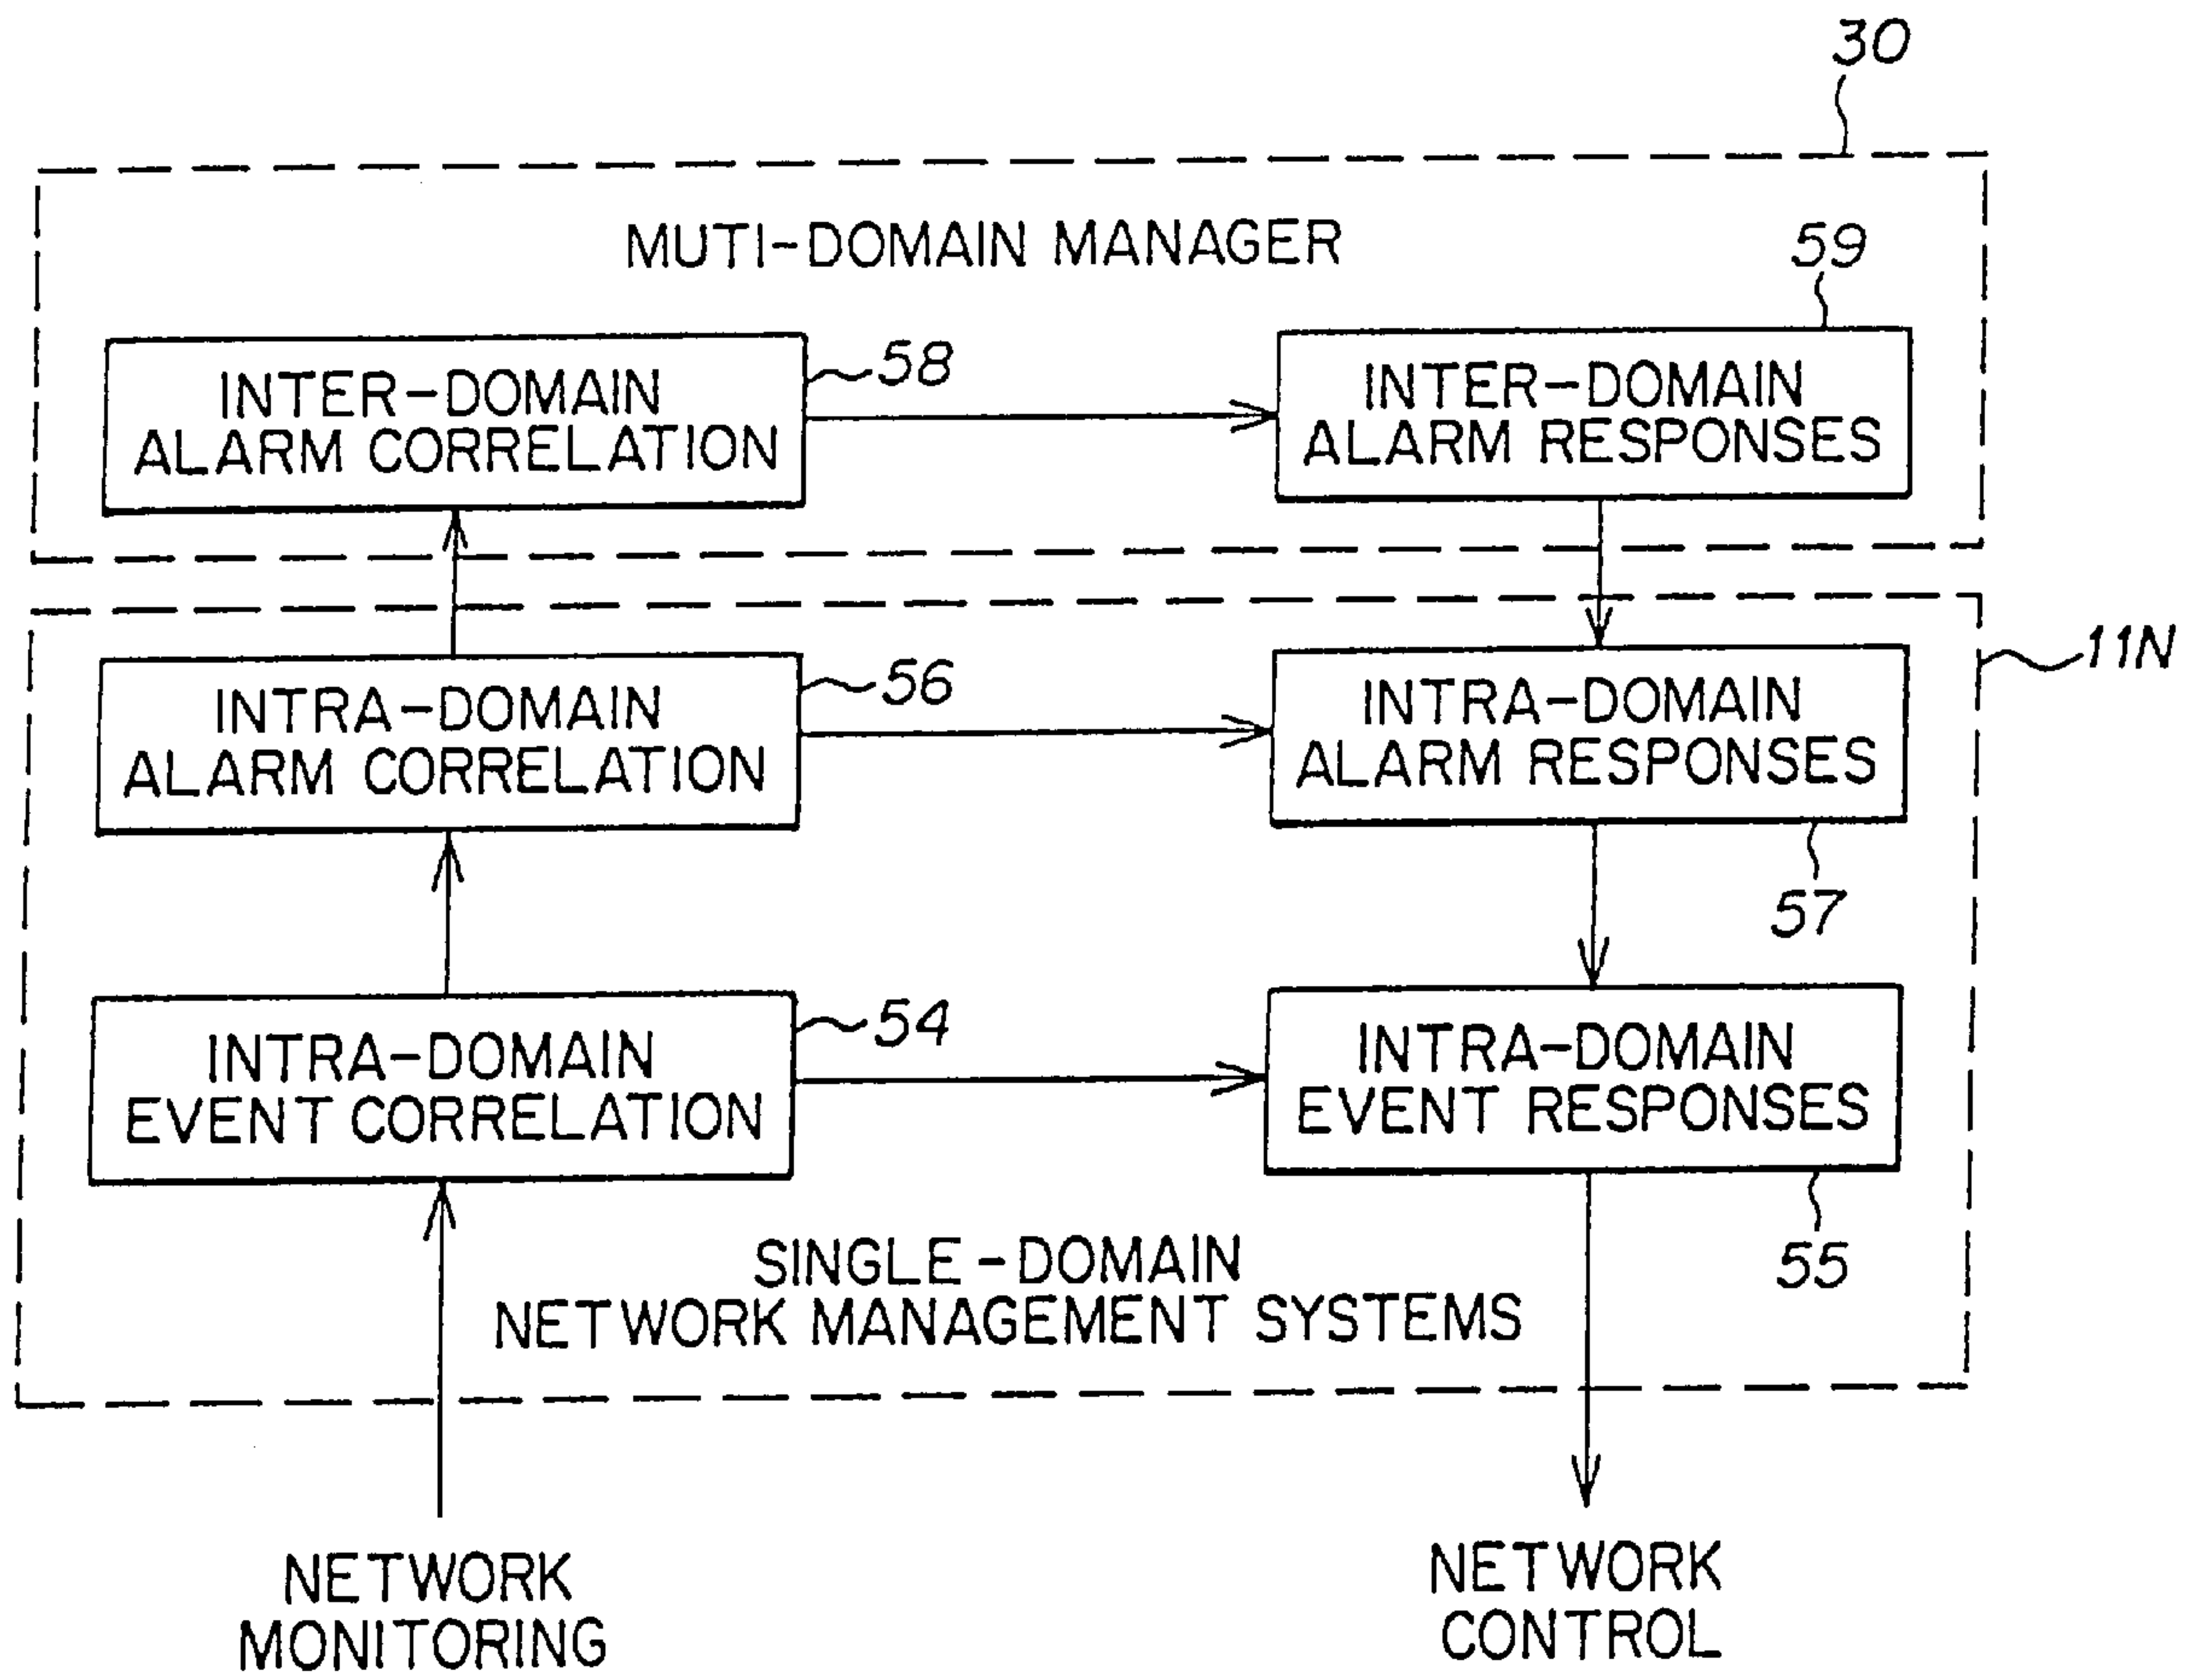 30
MUTI-DOMAIN MANAGER
59
INTER-DOMAIN
ALARM CORRELATION
58
INTER-DOMAIN
ALARM RESPONSES
11N
INTRA-DOMAIN
ALARM CORRELATION
56
INTRA-DOMAIN
ALARM RESPONSES
57
INTRA-DOMAIN
EVENT CORRELATION
54
INTRA-DOMAIN
EVENT RESPONSES
55
SINGLE-DOMAIN
NETWORK MANAGEMENT SYSTEMS
NETWORK
MONITORING
NETWORK
CONTROL